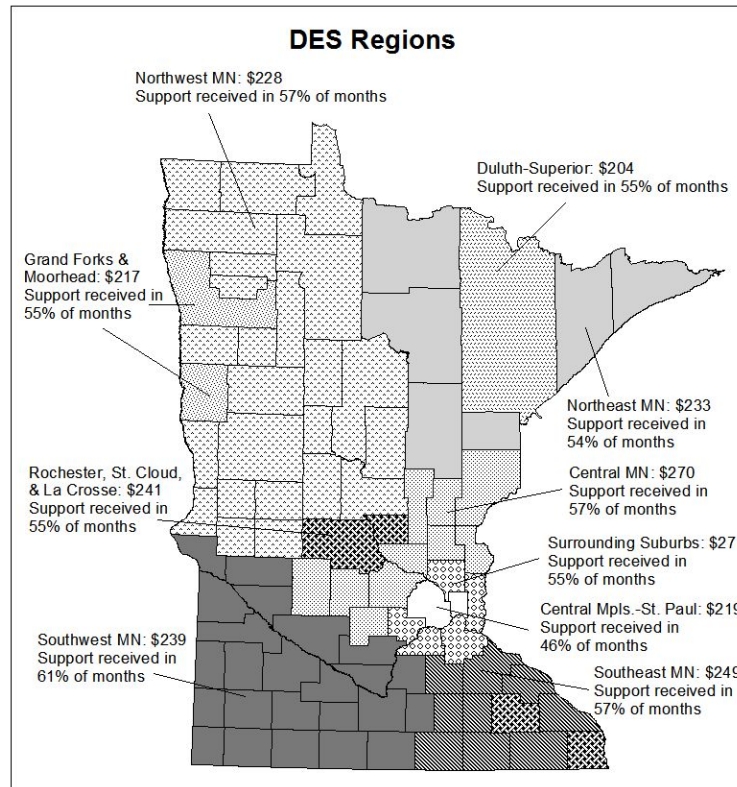 DES Regions
Northwest MN: $228
Support received in 57% of months
Duluth-Superior: $204
Support received in 55% of months
Grand Forks &
Moorhead: $217
Support received in
55% of months
Northeast MN: $233
Support received in
54% of months
Rochester, St. Cloud,
& La Crosse: $241
Support received in
55% of months
Central MN: $270
Support received in
57% of months
Surrounding Suburbs: $27
Support received in
55% of months
Central Mpls.-St. Paul: $219
Support received in
46% of months
Southwest MN: $239
Support received in
61% of months
Southeast MN: $249
Support received in
57% of months